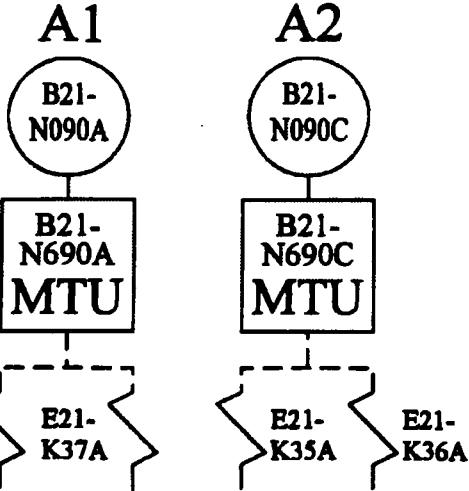 A1
A2
B21-
N090A
B21-
N090C
B21-
N690A
MTU
B21-
N690C
MTU
E21-
K37A
E21-
K35A
E21-
K36A